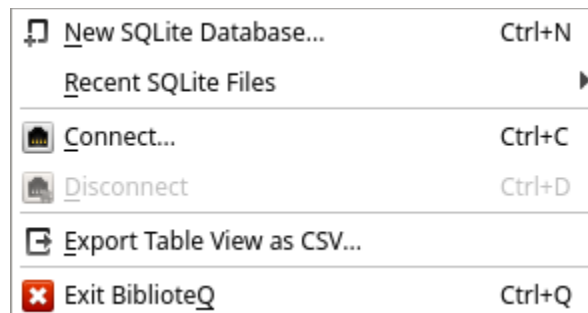 New SQLite Database... Ctrl+N
Recent SQLite Files
Connect... Ctrl+C
Disconnect Ctrl+D
Export Table View as CSV...
Exit BiblioteQ Ctrl+Q